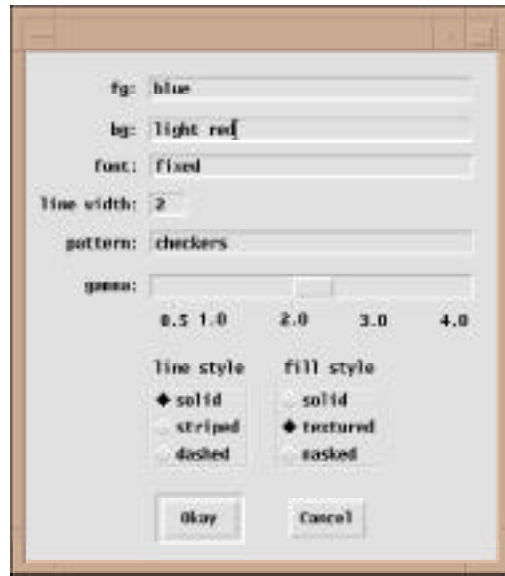 fg: blue
bg: light red
font: fixed
line width: 2
pattern: checkers
gamma:
0.5 1.0 2.0 3.0 4.0
line style fill style
solid solid
striped textured
dashed masked
Okay Cancel